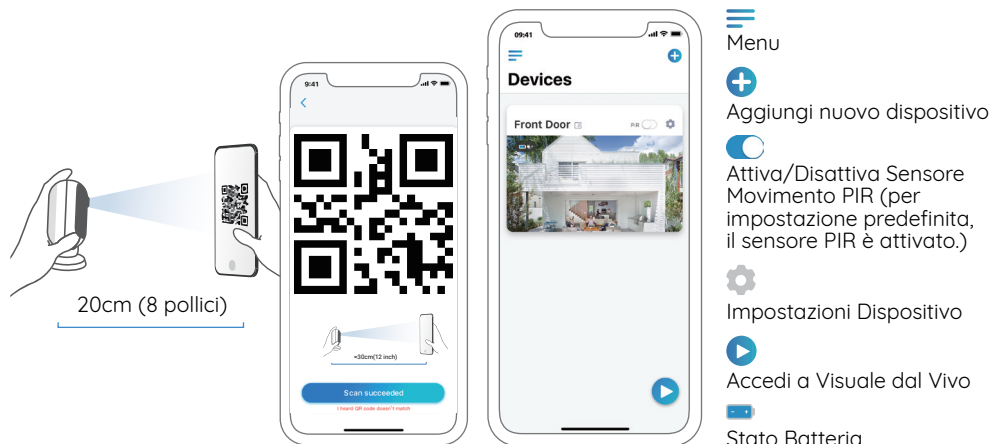 20cm (8 pollici)
9:41
≈30cm(12 inch)
Scan succeeded
I heard QR code doesn't match
09:41
Devices
Front Door
PIR
Menu
Aggiungi nuovo dispositivo
Attiva/Disattiva Sensore
Movimento PIR (per
impostazione predefinita,
il sensore PIR è attivato.)
Impostazioni Dispositivo
Accedi a Visuale dal Vivo
Stato Batteria